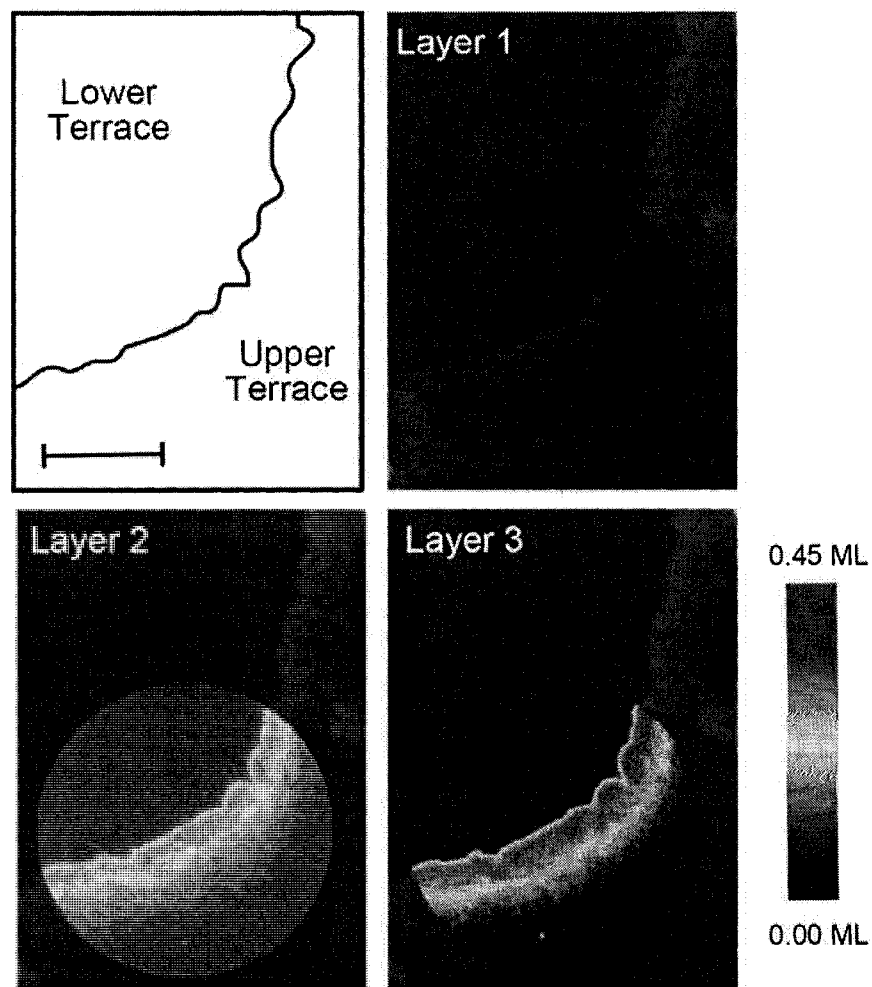 Lower
Terrace
Upper
Terrace
Layer 1
Layer 2
Layer 3
0.45 ML
0.00 ML